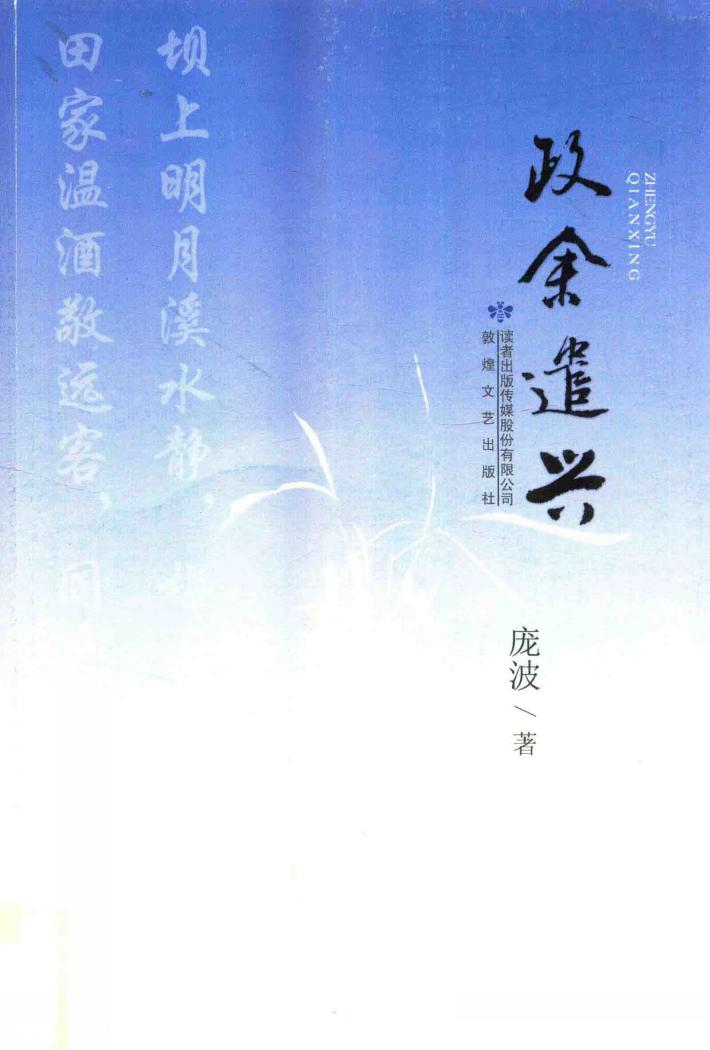 政余遣兴
ZHENGYU
QIANXING
读者出版传媒股份有限公司
敦煌文艺出版社
庞波/著
坝上明月溪水静,
田家温酒敬远客,同